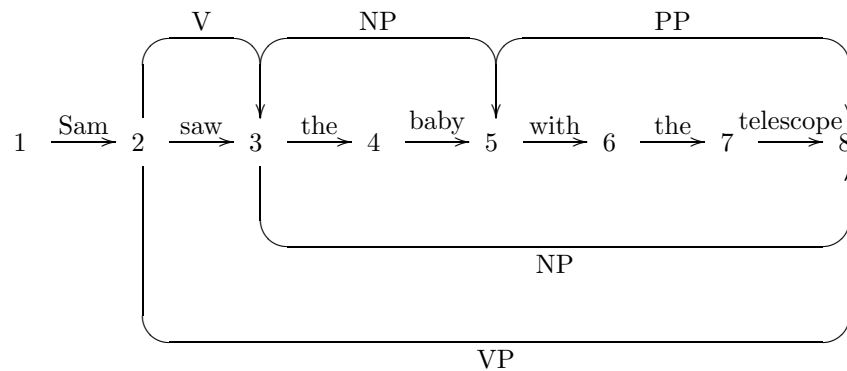 V NP PP
Sam saw the baby with the telescope
1 2 3 4 5 6 7 8
NP
VP